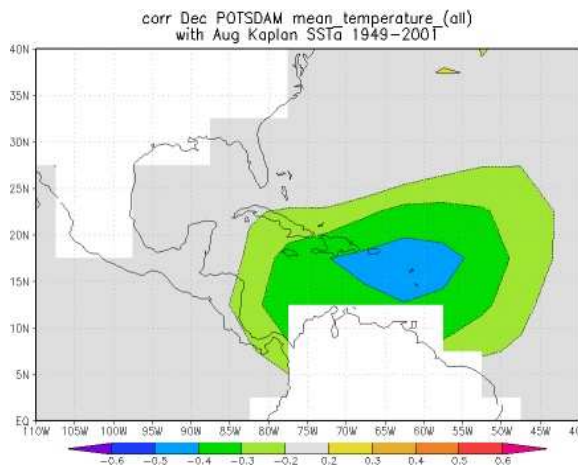 corr Dec POTSDAM mean_temperature_(all)
with Aug Kaplan SSTa 1949-2001
40N
35N
30N
25N
20N
15N
10N
5N
EQ
110W 105W 100W 95W 90W 85W 80W 75W 70W 65W 60W 55W 50W 45W 40
-0.6 -0.5 -0.4 -0.3 -0.2 0.2 0.3 0.4 0.5 0.6